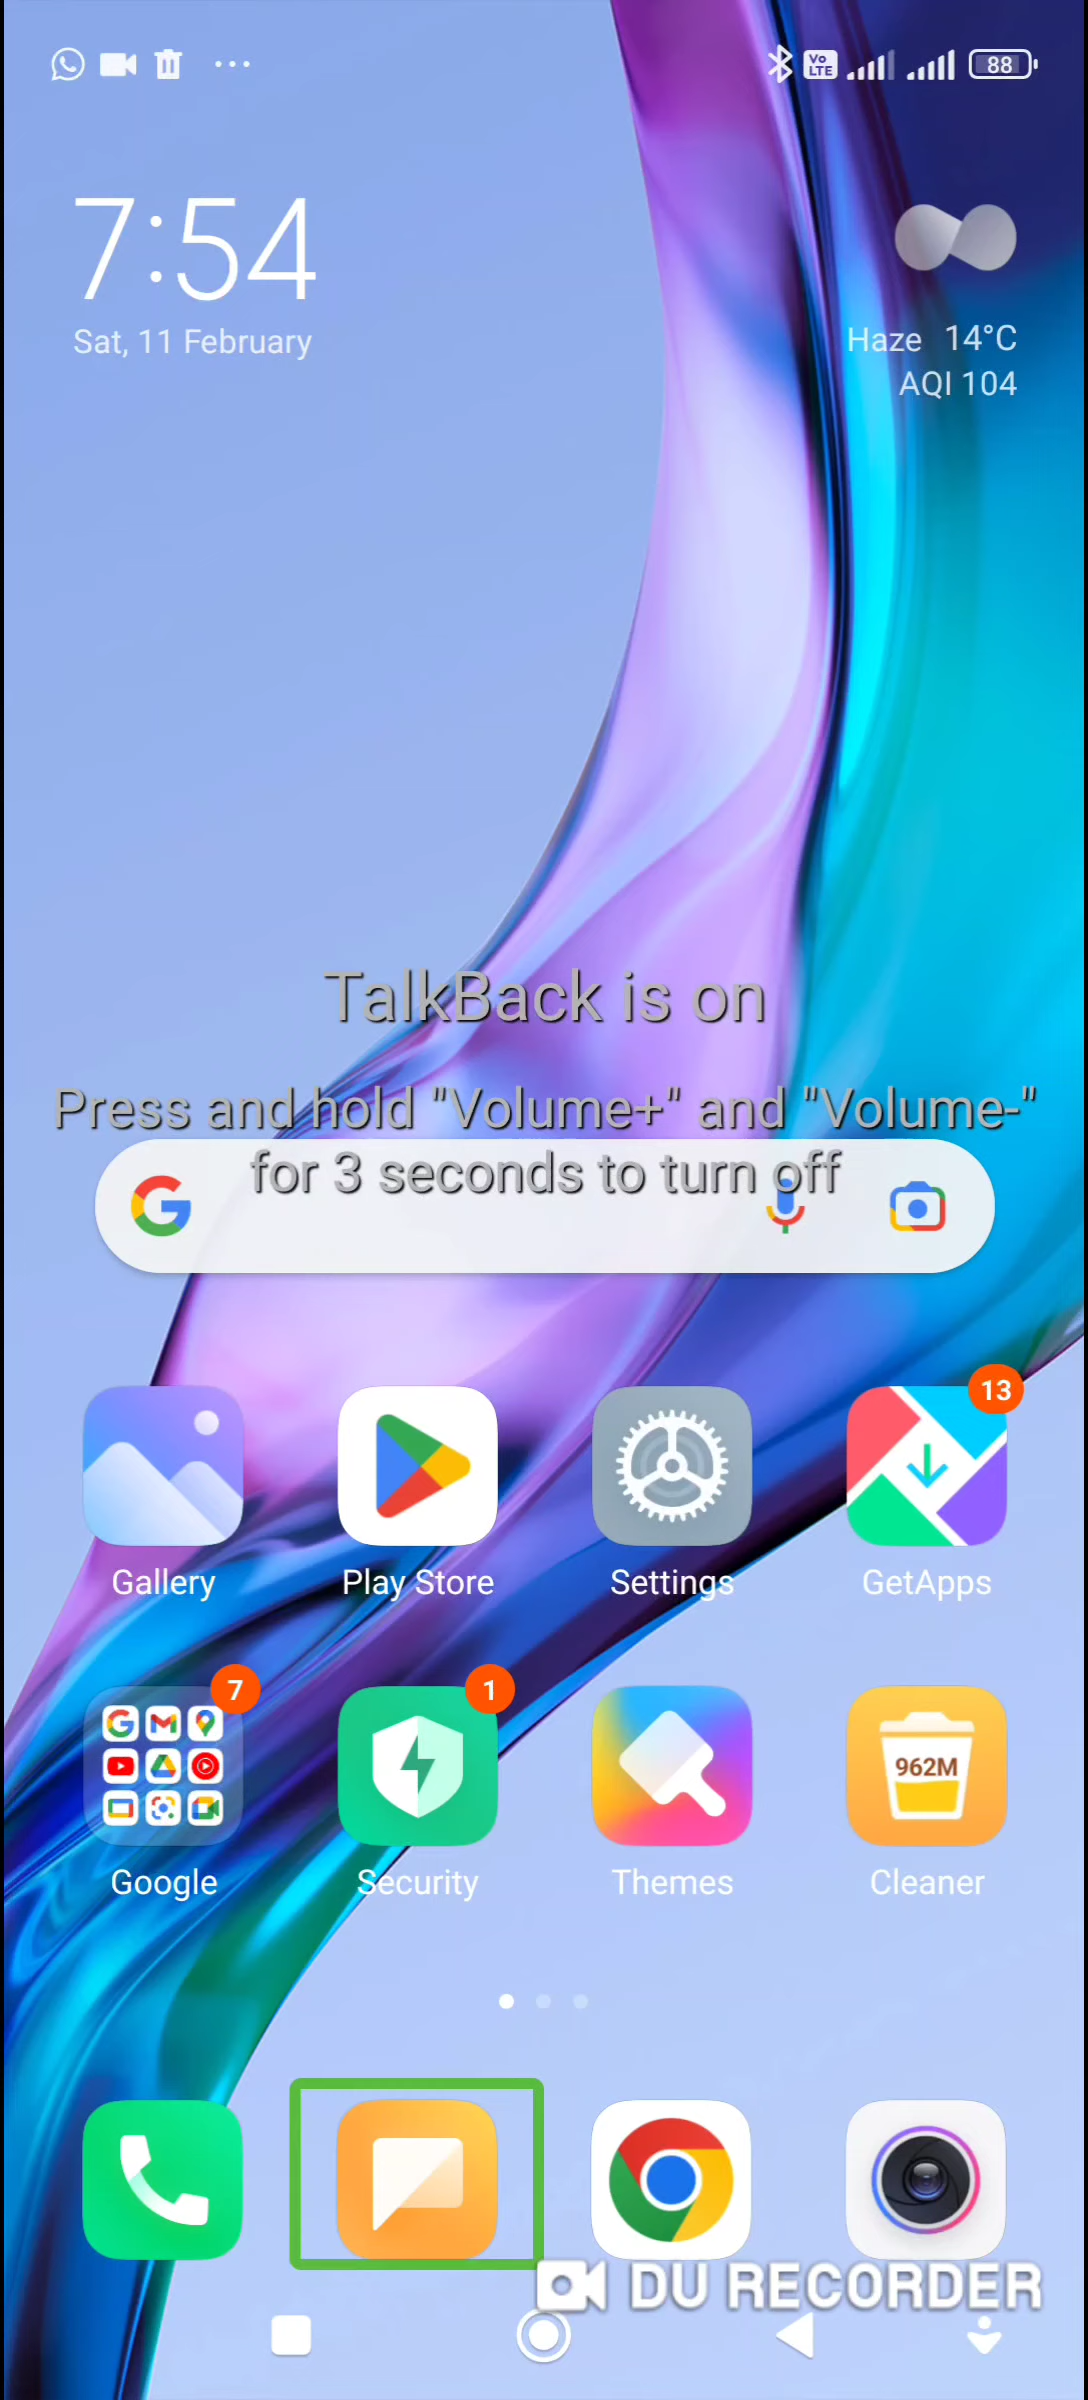 Vo
LTE
88
7:54
Sat, 11 February
Haze 14°C
AQI 104
TalkBack is on
Press and hold "Volume+" and "Volume-"
for 3 seconds to turn off
13
Gallery
Play Store
Settings
GetApps
7
1
962M
Google
Security
Themes
Cleaner
DU RECORDER